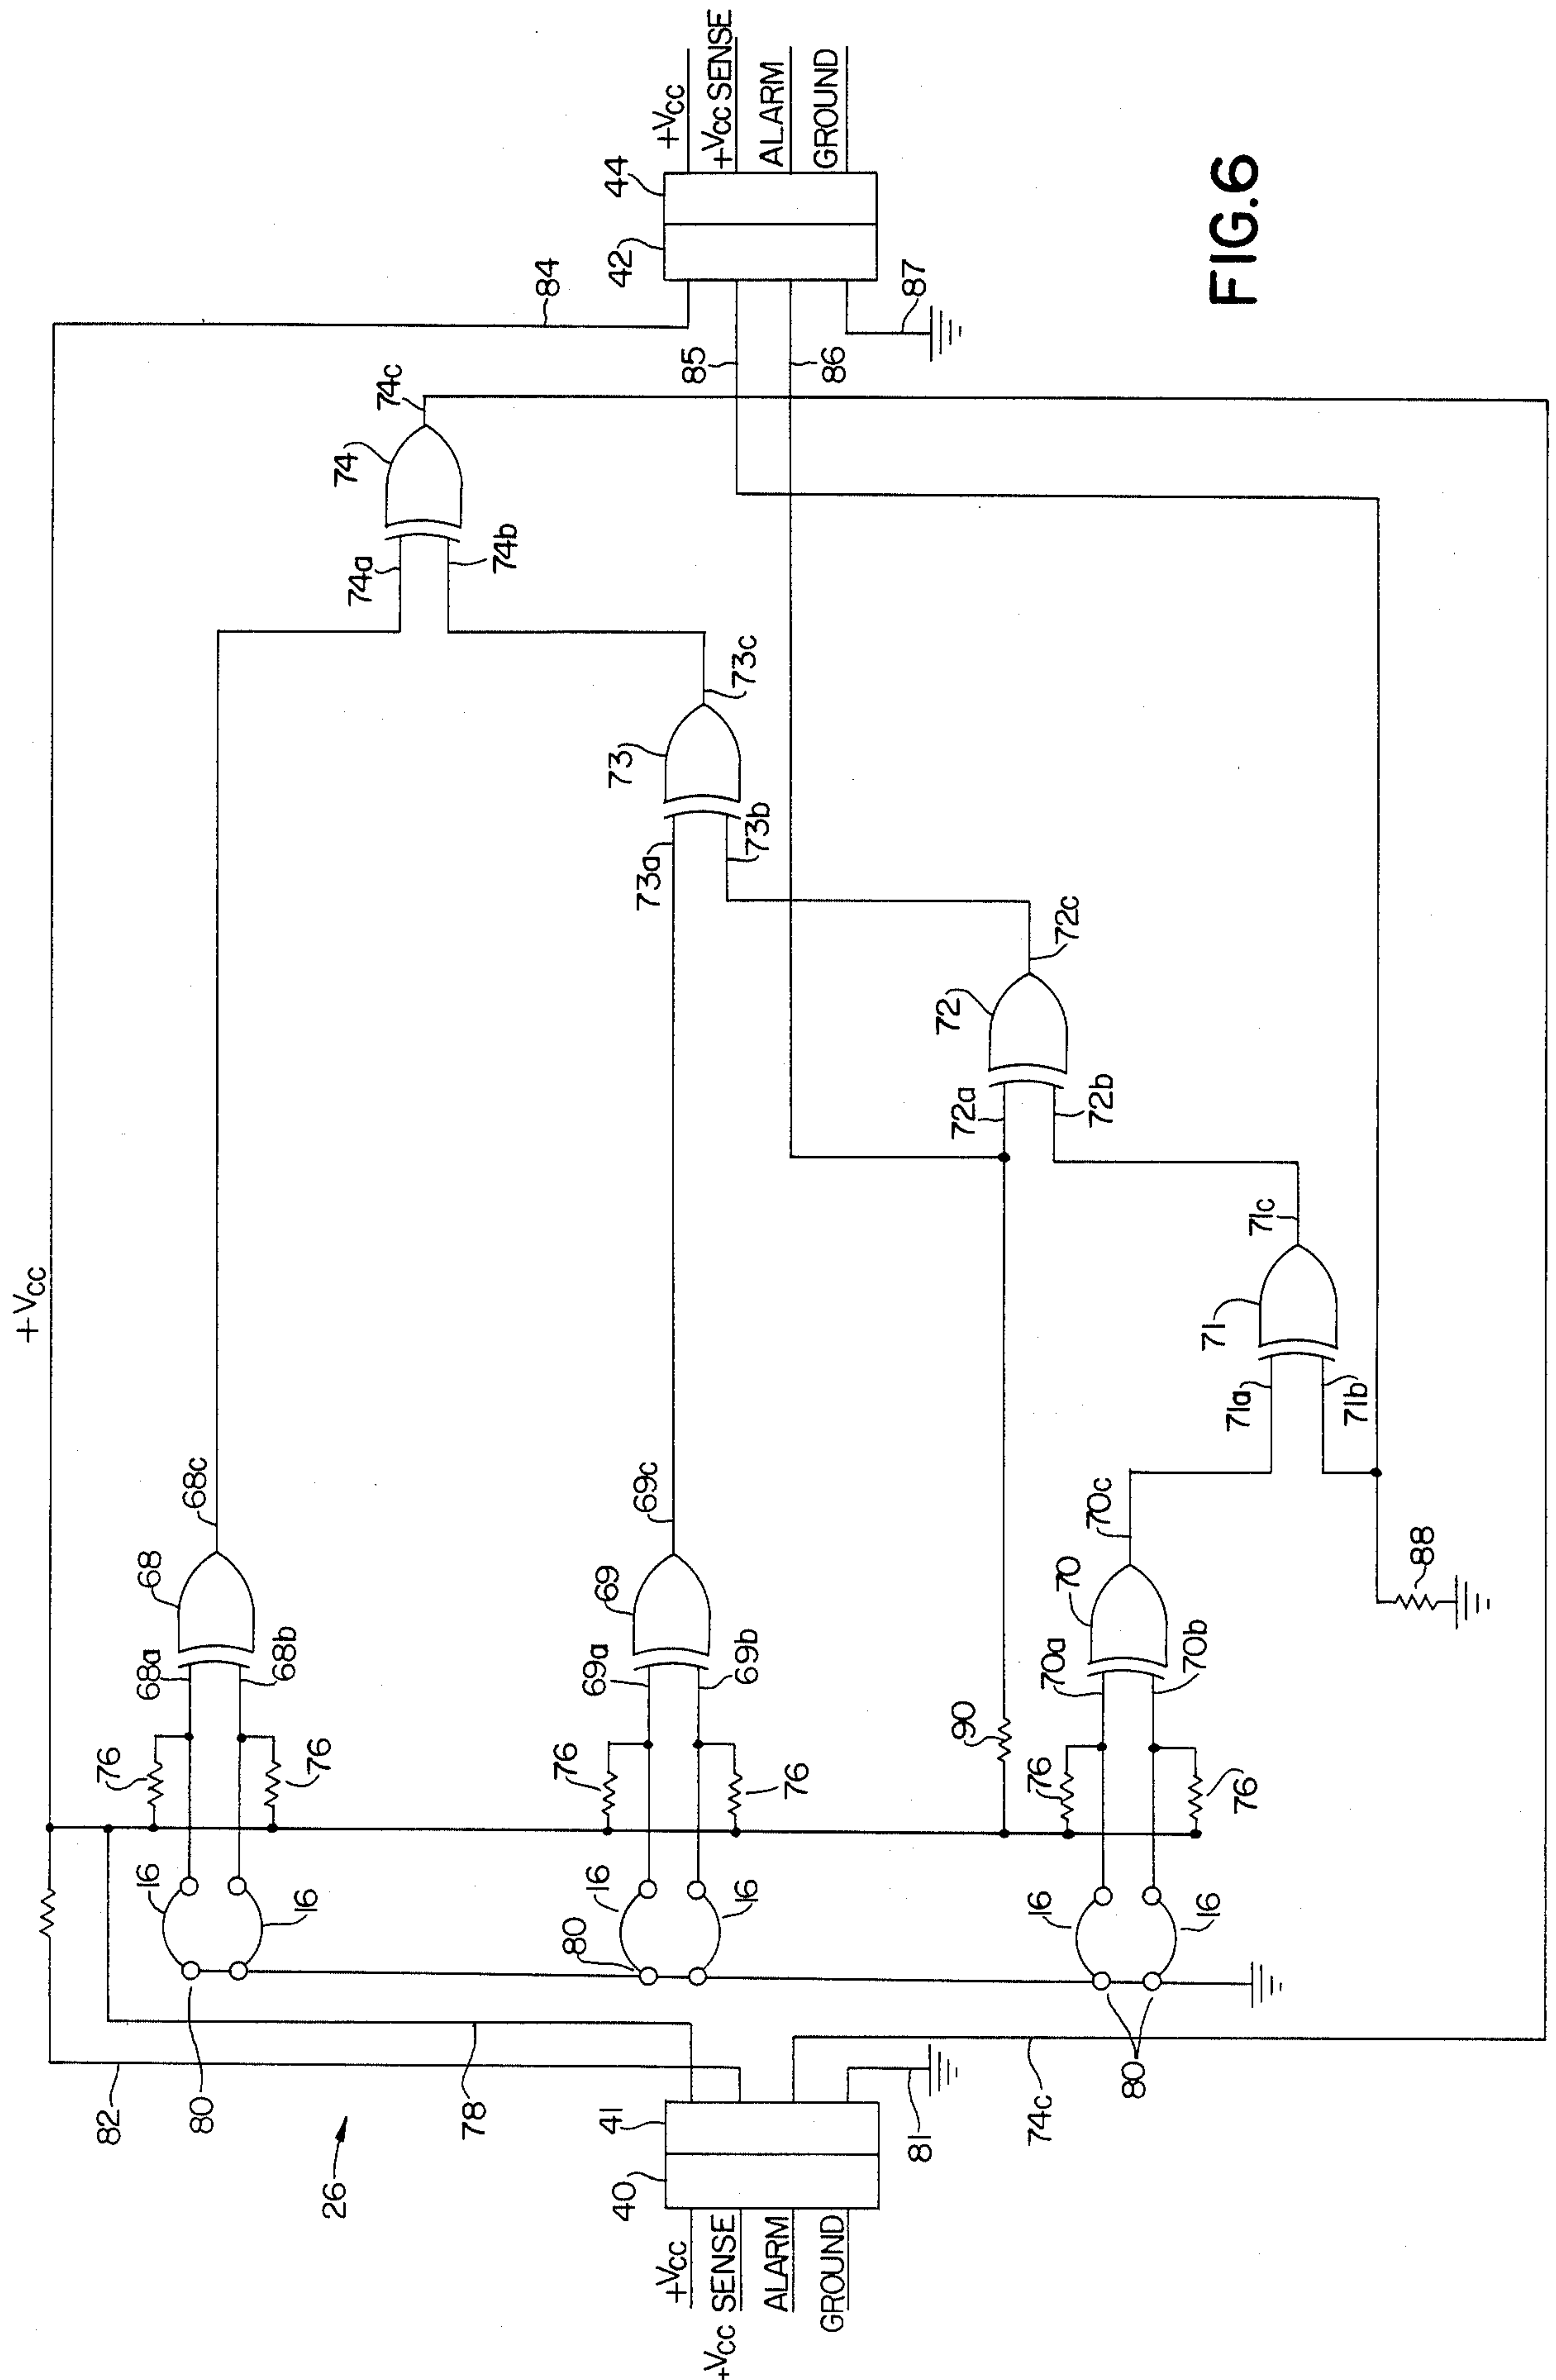 +VCC
84
42
44
+VCC
+VCC SENSE
ALARM
GROUND
85
86
87
74
74a
74b
74c
73
73a
73b
73c
72
72a
72b
72c
71
71a
71b
71c
68
68a
68b
68c
76
76
16
16
80
69
69a
69b
69c
76
76
16
16
80
90
70
70a
70b
70c
76
76
16
16
80
88
82
78
26
40
41
81
74c
+VCC
+VCC SENSE
ALARM
GROUND
FIG.6